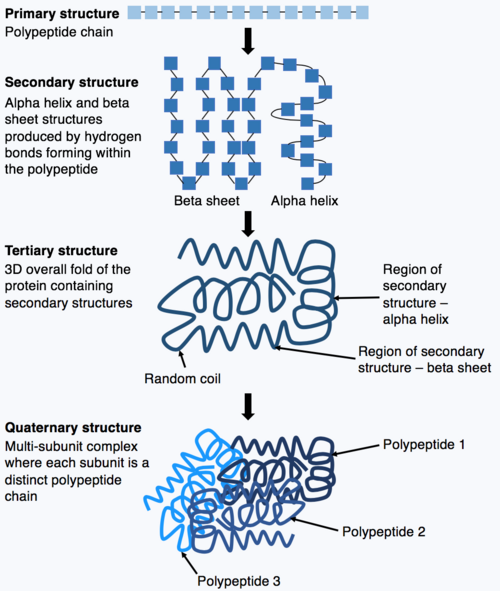 Primary structure
Polypeptide chain
Secondary structure
Alpha helix and beta
sheet structures
produced by hydrogen
bonds forming within
the polypeptide
Beta sheet
Alpha helix
Tertiary structure
3D overall fold of the
protein containing
secondary structures
Region of
secondary
structure –
alpha helix
Region of secondary
structure – beta sheet
Random coil
Quaternary structure
Multi-subunit complex
where each subunit is a
distinct polypeptide
chain
Polypeptide 1
Polypeptide 2
Polypeptide 3